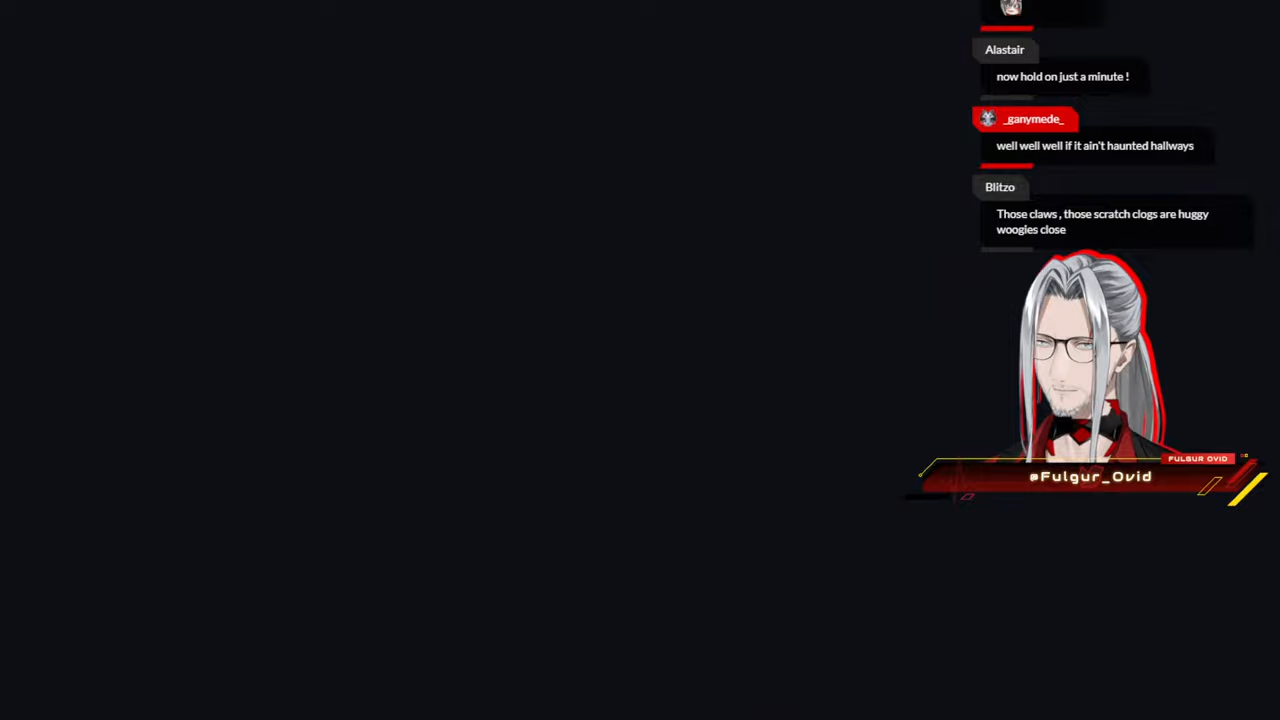 Alastair
now hold on just a minute !
_ganymede_
well well well if it ain't haunted hallways
Blitzo
Those claws , those scratch clogs are huggy
woogies close
FULGUR OVID
@Fulgur_Ovid